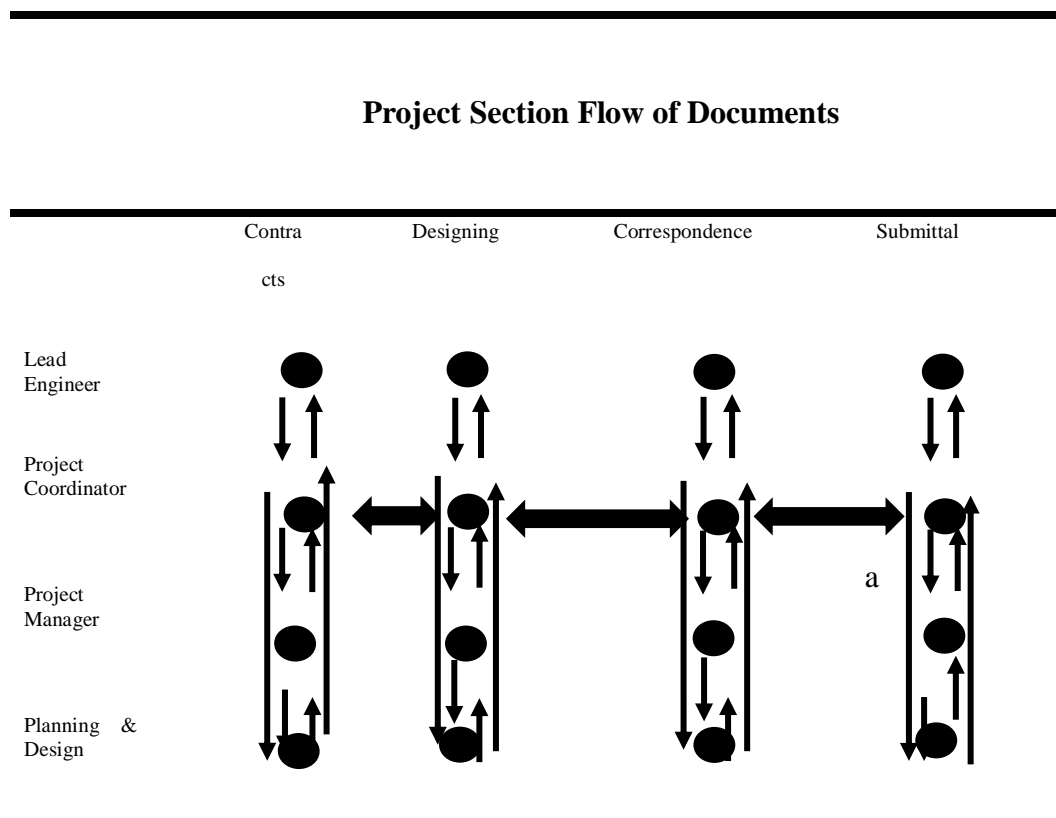 Project Section Flow of Documents
Contra
cts
Designing
Correspondence
Submittal
Lead
Engineer
Project
Coordinator
a
Project
Manager
Planning &
Design